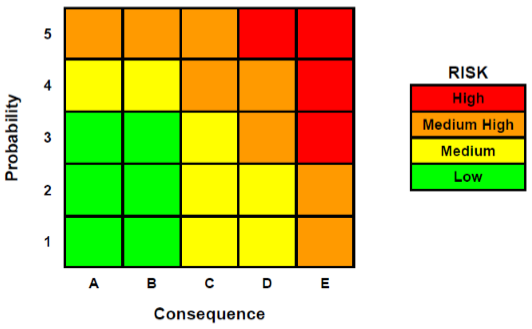 5
4
3
2
1
Probability
A B C D E
Consequence
RISK
High
Medium High
Medium
Low